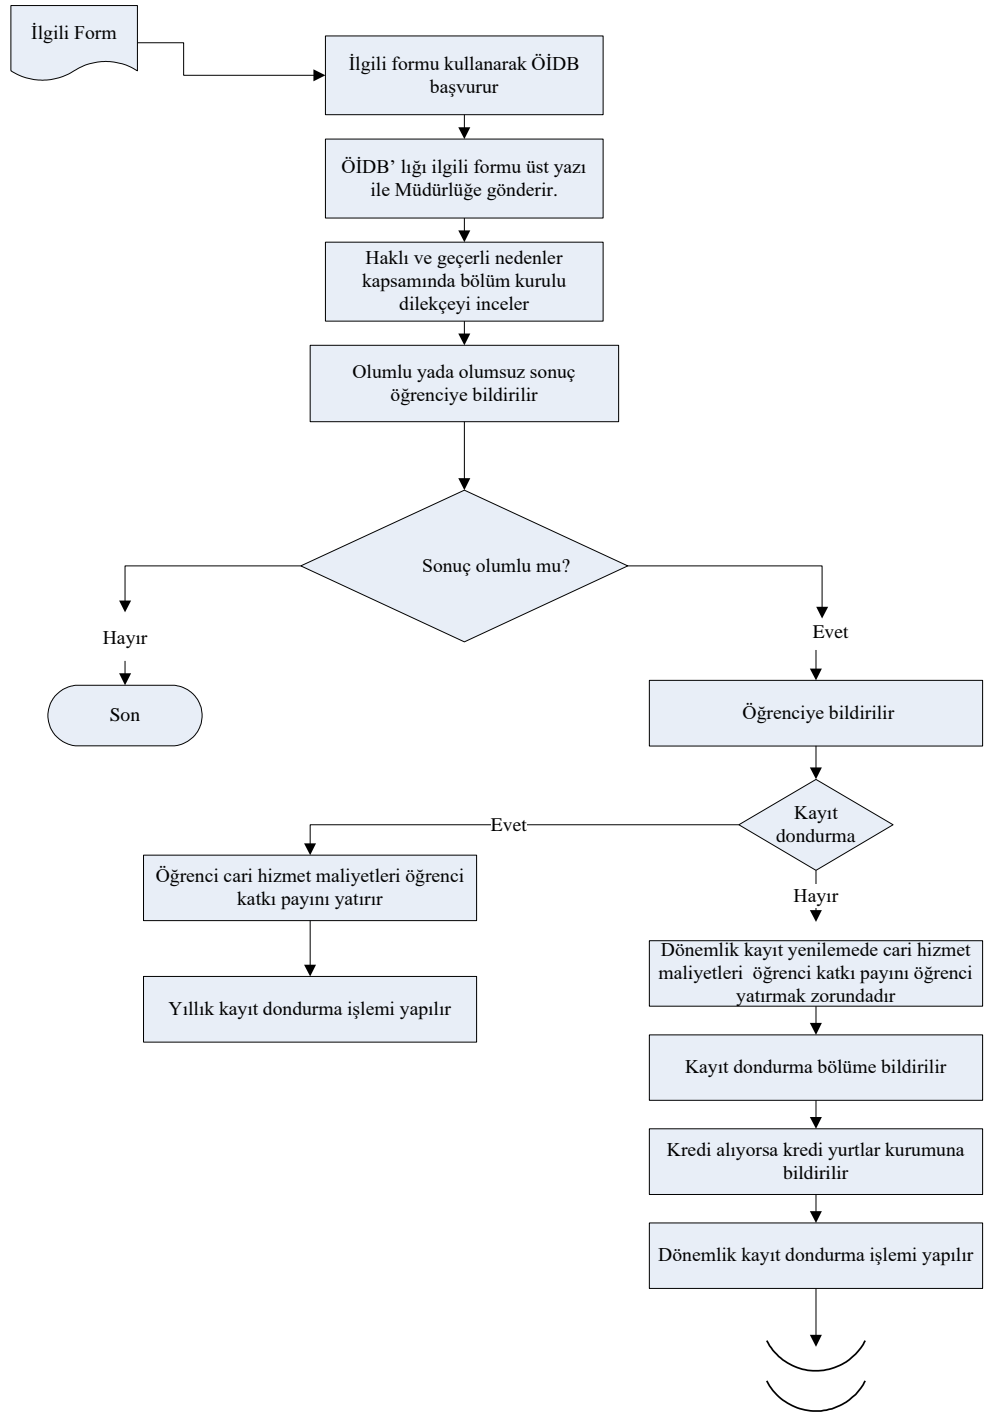 İlgili Form
İlgili formu kullanarak ÖİDB
başvurur
ÖİDB’ lığı ilgili formu üst yazı
ile Müdürlüğe gönderir.
Haklı ve geçerli nedenler
kapsamında bölüm kurulu
dilekçeyi inceler
Olumlu yada olumsuz sonuç
öğrenciye bildirilir
Sonuç olumlu mu?
Hayır
Evet
Son
Öğrenciye bildirilir
Kayıt
dondurma
Evet
Öğrenci cari hizmet maliyetleri öğrenci
katkı payını yatırır
Yıllık kayıt dondurma işlemi yapılır
Hayır
Dönemlik kayıt yenilemede cari hizmet
maliyetleri  öğrenci katkı payını öğrenci
yatırmak zorundadır
Kayıt dondurma bölüme bildirilir
Kredi alıyorsa kredi yurtlar kurumuna
bildirilir
Dönemlik kayıt dondurma işlemi yapılır